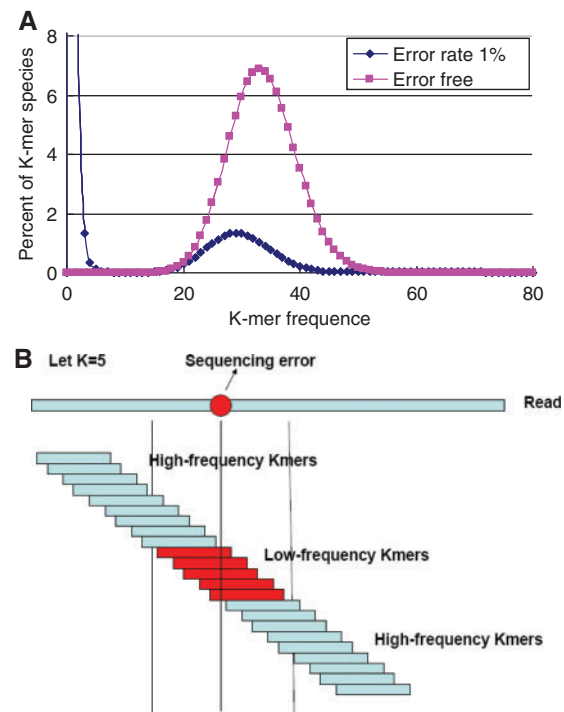 A
Percent of K-mer species
8
6
4
2
0
Error rate 1%
Error free
0 20 40 60 80
K-mer frequence
B
Let K=5
Sequencing error
Read
High-frequency Kmers
Low-frequency Kmers
High-frequency Kmers